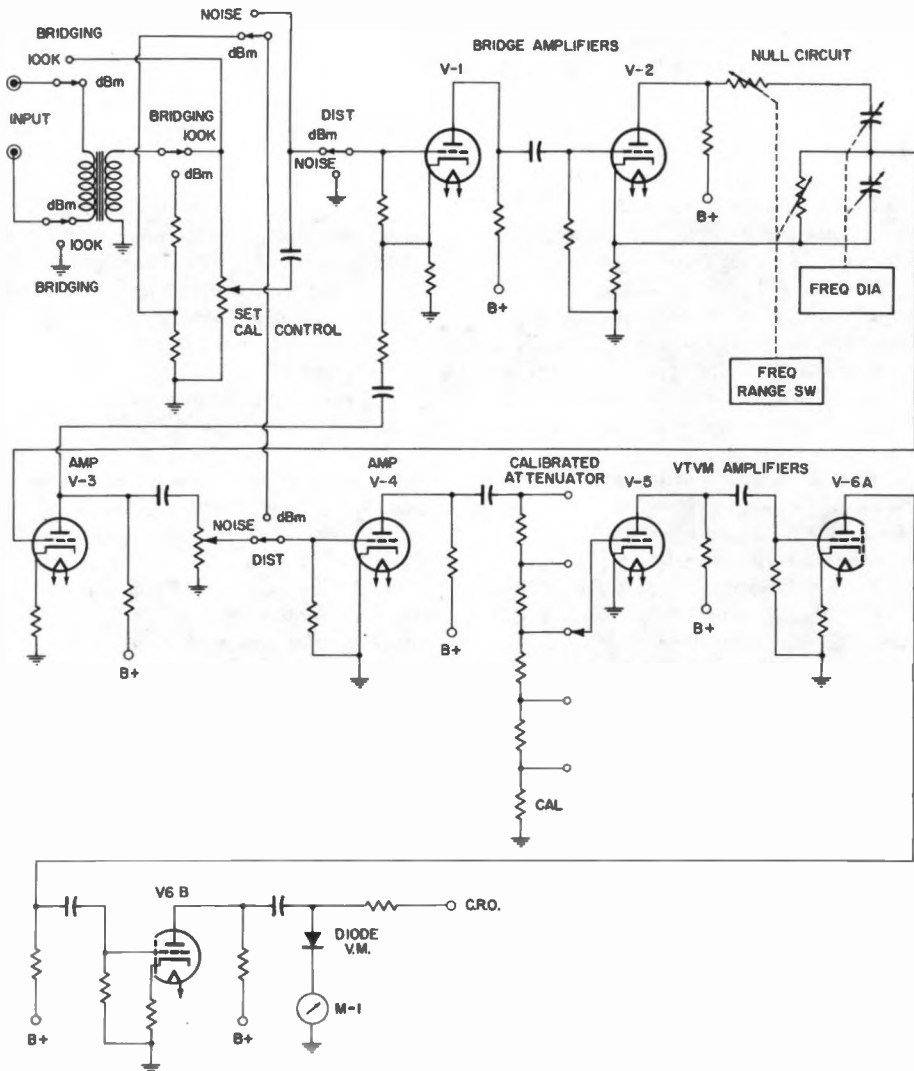 NOISE
BRIDGING
dBm
BRIDGE AMPLIFIERS
NULL CIRCUIT
100K
dBm
V-1
V-2
INPUT
BRIDGING
100K
DIST
dBm
dBm
NOISE
dBm
B+
100K
BRIDGING
SET
CAL CONTROL
B+
FREQ DIA
FREQ
RANGE SW
AMP
V-3
AMP
V-4
CALIBRATED
ATTENUATOR
VTVM AMPLIFIERS
V-5
V-6A
NOISE
dBm
DIST
B+
B+
B+
CAL
V6 B
C.R.O.
DIODE
V.M.
M-1
B+
B+